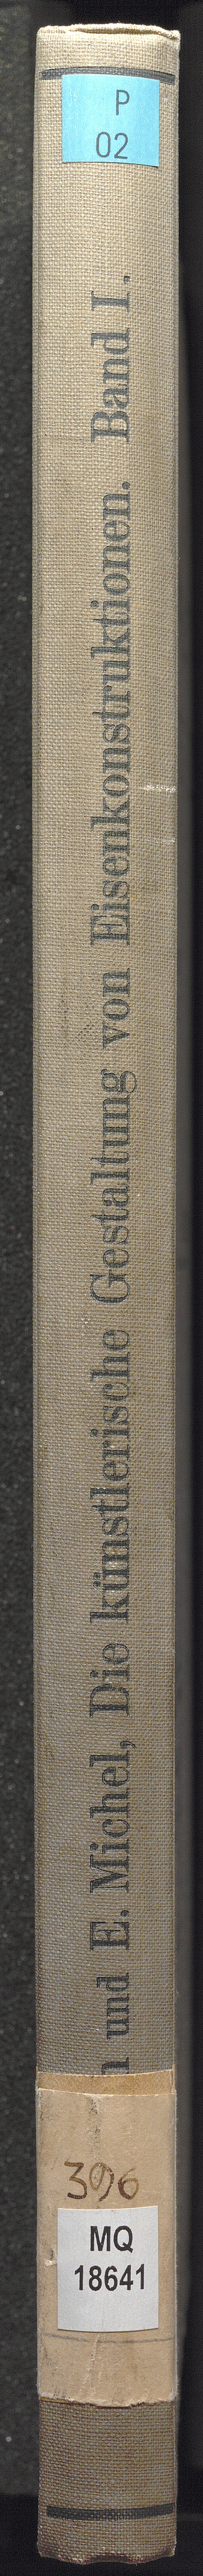 P
02
und E. Michel, Die künstlerische Gestaltung von Eisenkonstruktionen. Band I.
396
MQ
18641